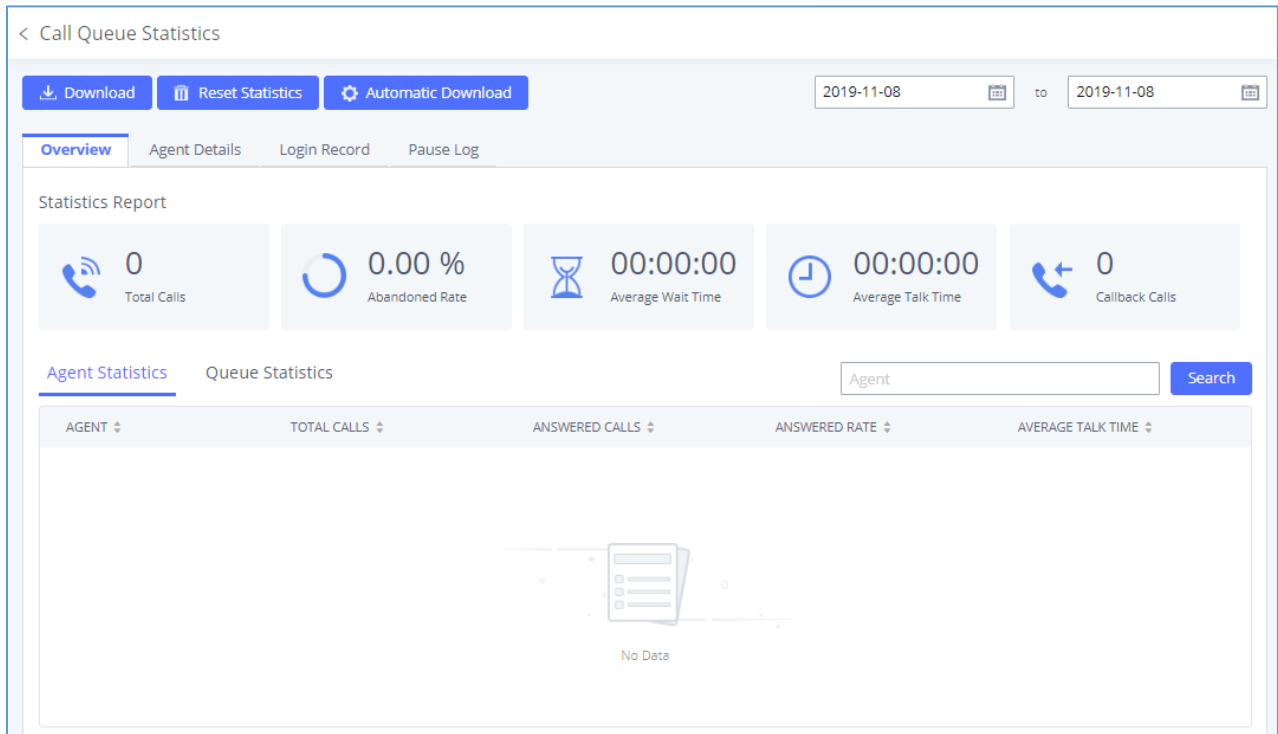 < Call Queue Statistics
Download Reset Statistics Automatic Download 2019-11-08 to 2019-11-08
Overview Agent Details Login Record Pause Log
Statistics Report
0 0.00 % 00:00:00 00:00:00 0
Total Calls Abandoned Rate Average Wait Time Average Talk Time Callback Calls
Agent Statistics Queue Statistics Agent Search
AGENT TOTAL CALLS ANSWERED CALLS ANSWERED RATE AVERAGE TALK TIME
No Data